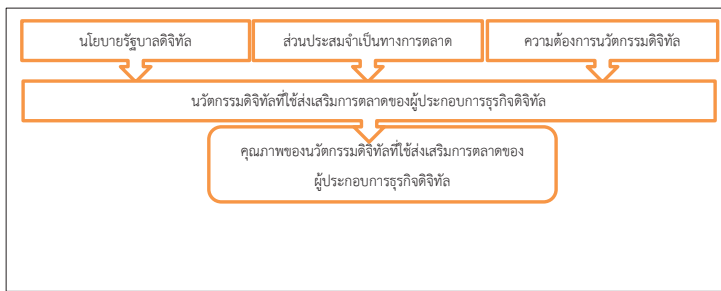 นโยบายรัฐบาลดิจิทัล
ส่วนประสมจำเป็นทางการตลาด
ความต้องการนวัตกรรมดิจิทัล
นวัตกรรมดิจิทัลที่ใช้ส่งเสริมการตลาดของผู้ประกอบการธุรกิจดิจิทัล
คุณภาพของนวัตกรรมดิจิทัลที่ใช้ส่งเสริมการตลาดของ
ผู้ประกอบการธุรกิจดิจิทัล